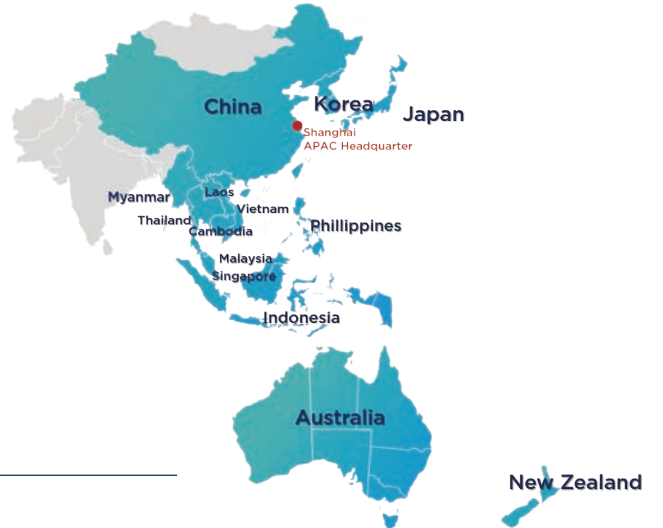 China
Korea
Japan
Shanghai
APAC Headquarter
Myanmar
Laos
Vietnam
Thailand
Cambodia
Phillippines
Malaysia
Singapore
Indonesia
Australia
New Zealand